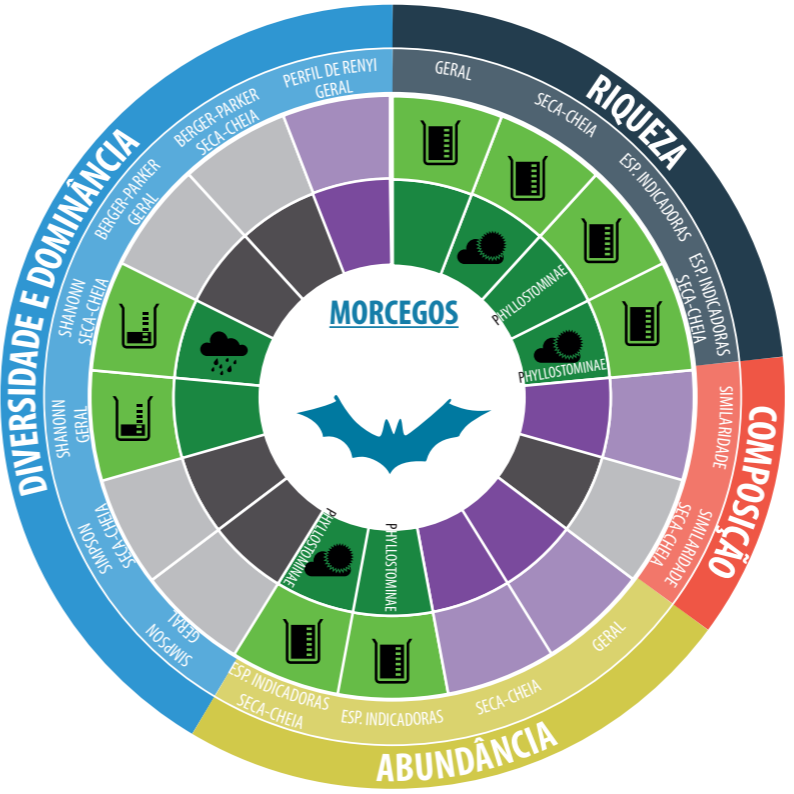 MORCEGOS
RIQUEZA
GERAL
SECA-CHEIA
ESP. INDICADORAS
ESP. INDICADORAS
SECA-CHEIA
PHYLLOSTOMINAE
PHYLLOSTOMINAE
COMPOSIÇÃO
SIMILARIDADE
SIMILARIDADE
SECA-CHEIA
ABUNDÂNCIA
GERAL
SECA-CHEIA
ESP. INDICADORAS
ESP. INDICADORAS
SECA-CHEIA
PHYLLOSTOMINAE
PHYLLOSTOMINAE
DIVERSIDADE E DOMINÂNCIA
SIMPSON
GERAL
SIMPSON
SECA-CHEIA
SHANONN
GERAL
SHANONN
SECA-CHEIA
BERGER-PARKER
GERAL
BERGER-PARKER
SECA-CHEIA
PERFIL DE RENYI
GERAL